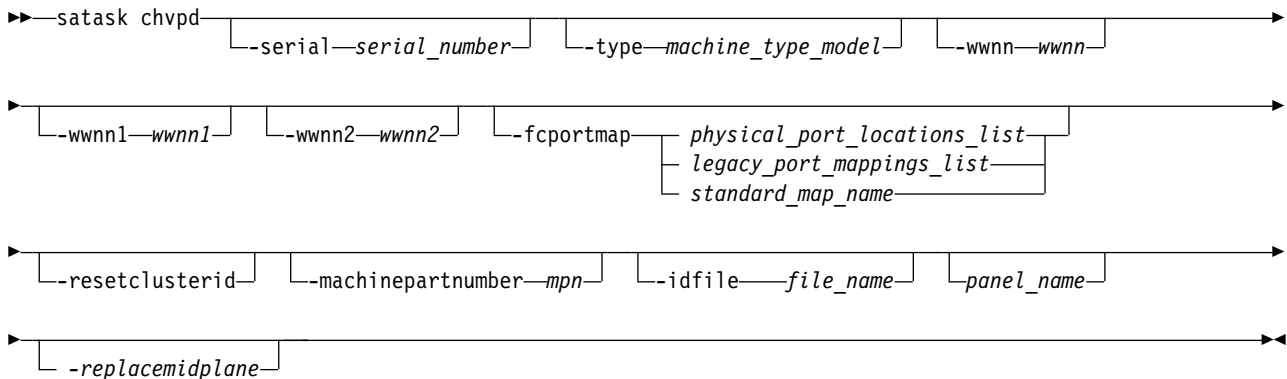 satask chvpd -serial serial_number -type machine_type_model -wwnn wwnn
-wwnn1 wwnn1 -wwnn2 wwnn2 -fcportmap physical_port_locations_list
legacy_port_mappings_list
standard_map_name
-resetclusterid -machinepartnumber mpn -idfile file_name panel_name
-replacemidplane